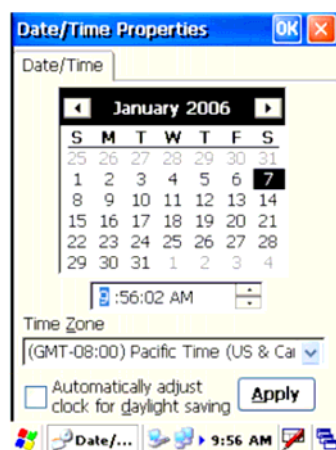 Date/Time Properties OK
Date/Time
January 2006
S M T W T F S
25 26 27 28 29 30 31
1 2 3 4 5 6 7
8 9 10 11 12 13 14
15 16 17 18 19 20 21
22 23 24 25 26 27 28
29 30 31 1 2 3 4
9 :56:02 AM
Time Zone
(GMT-08:00) Pacific Time (US & Ca
Automatically adjust
clock for daylight saving
Apply
Date/... 9:56 AM